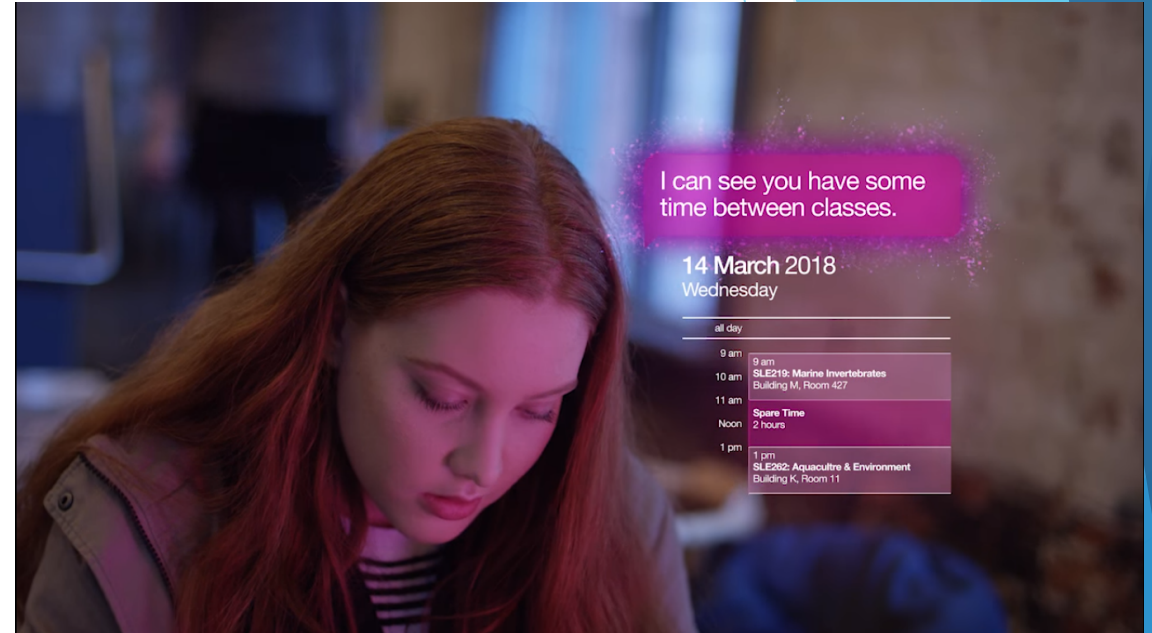 I can see you have some
time between classes.
14 March 2018
Wednesday
all day
9 am
9 am
SLE219: Marine Invertebrates
10 am
Building M, Room 427
11 am
Spare Time
Noon
2 hours
1 pm
1 pm
SLE262: Aquacultre & Environment
Building K, Room 11